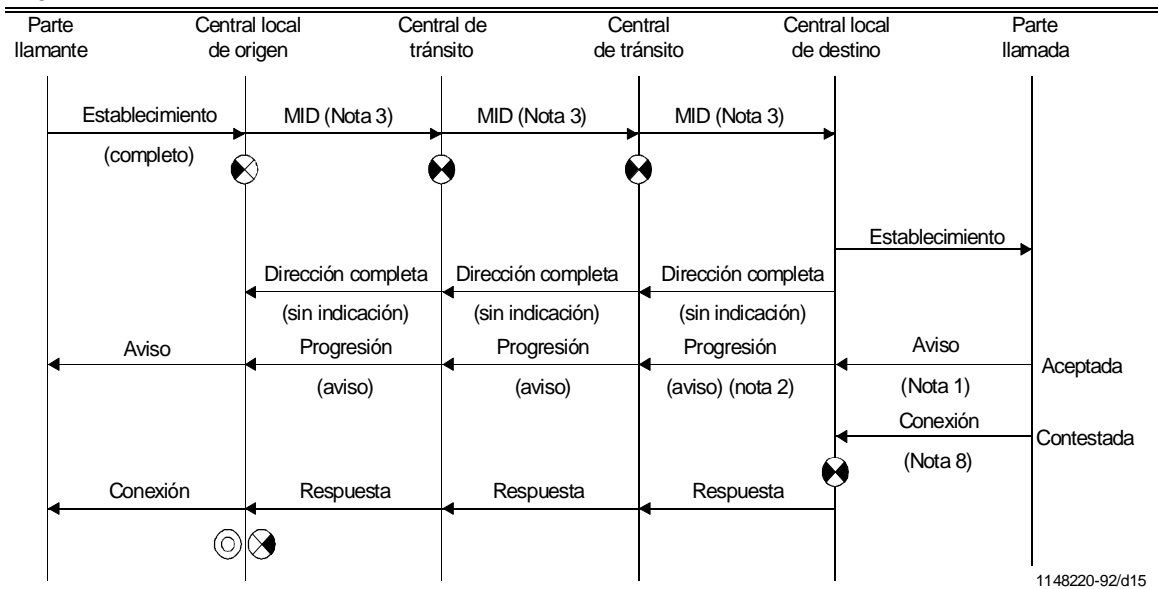 Parte llamante
Central local de origen
Central de tránsito
Central de tránsito
Central local de destino
Parte llamada
Establecimiento
MID (Nota 3)
MID (Nota 3)
MID (Nota 3)
(completo)
Establecimiento
Dirección completa
Dirección completa
Dirección completa
(sin indicación)
(sin indicación)
(sin indicación)
Aviso
Progresión
Progresión
Progresión
Aviso
Aceptada
(aviso)
(aviso)
(aviso) (nota 2)
(Nota 1)
Conexión
Contestada
(Nota 8)
Conexión
Respuesta
Respuesta
Respuesta
1148220-92/d15